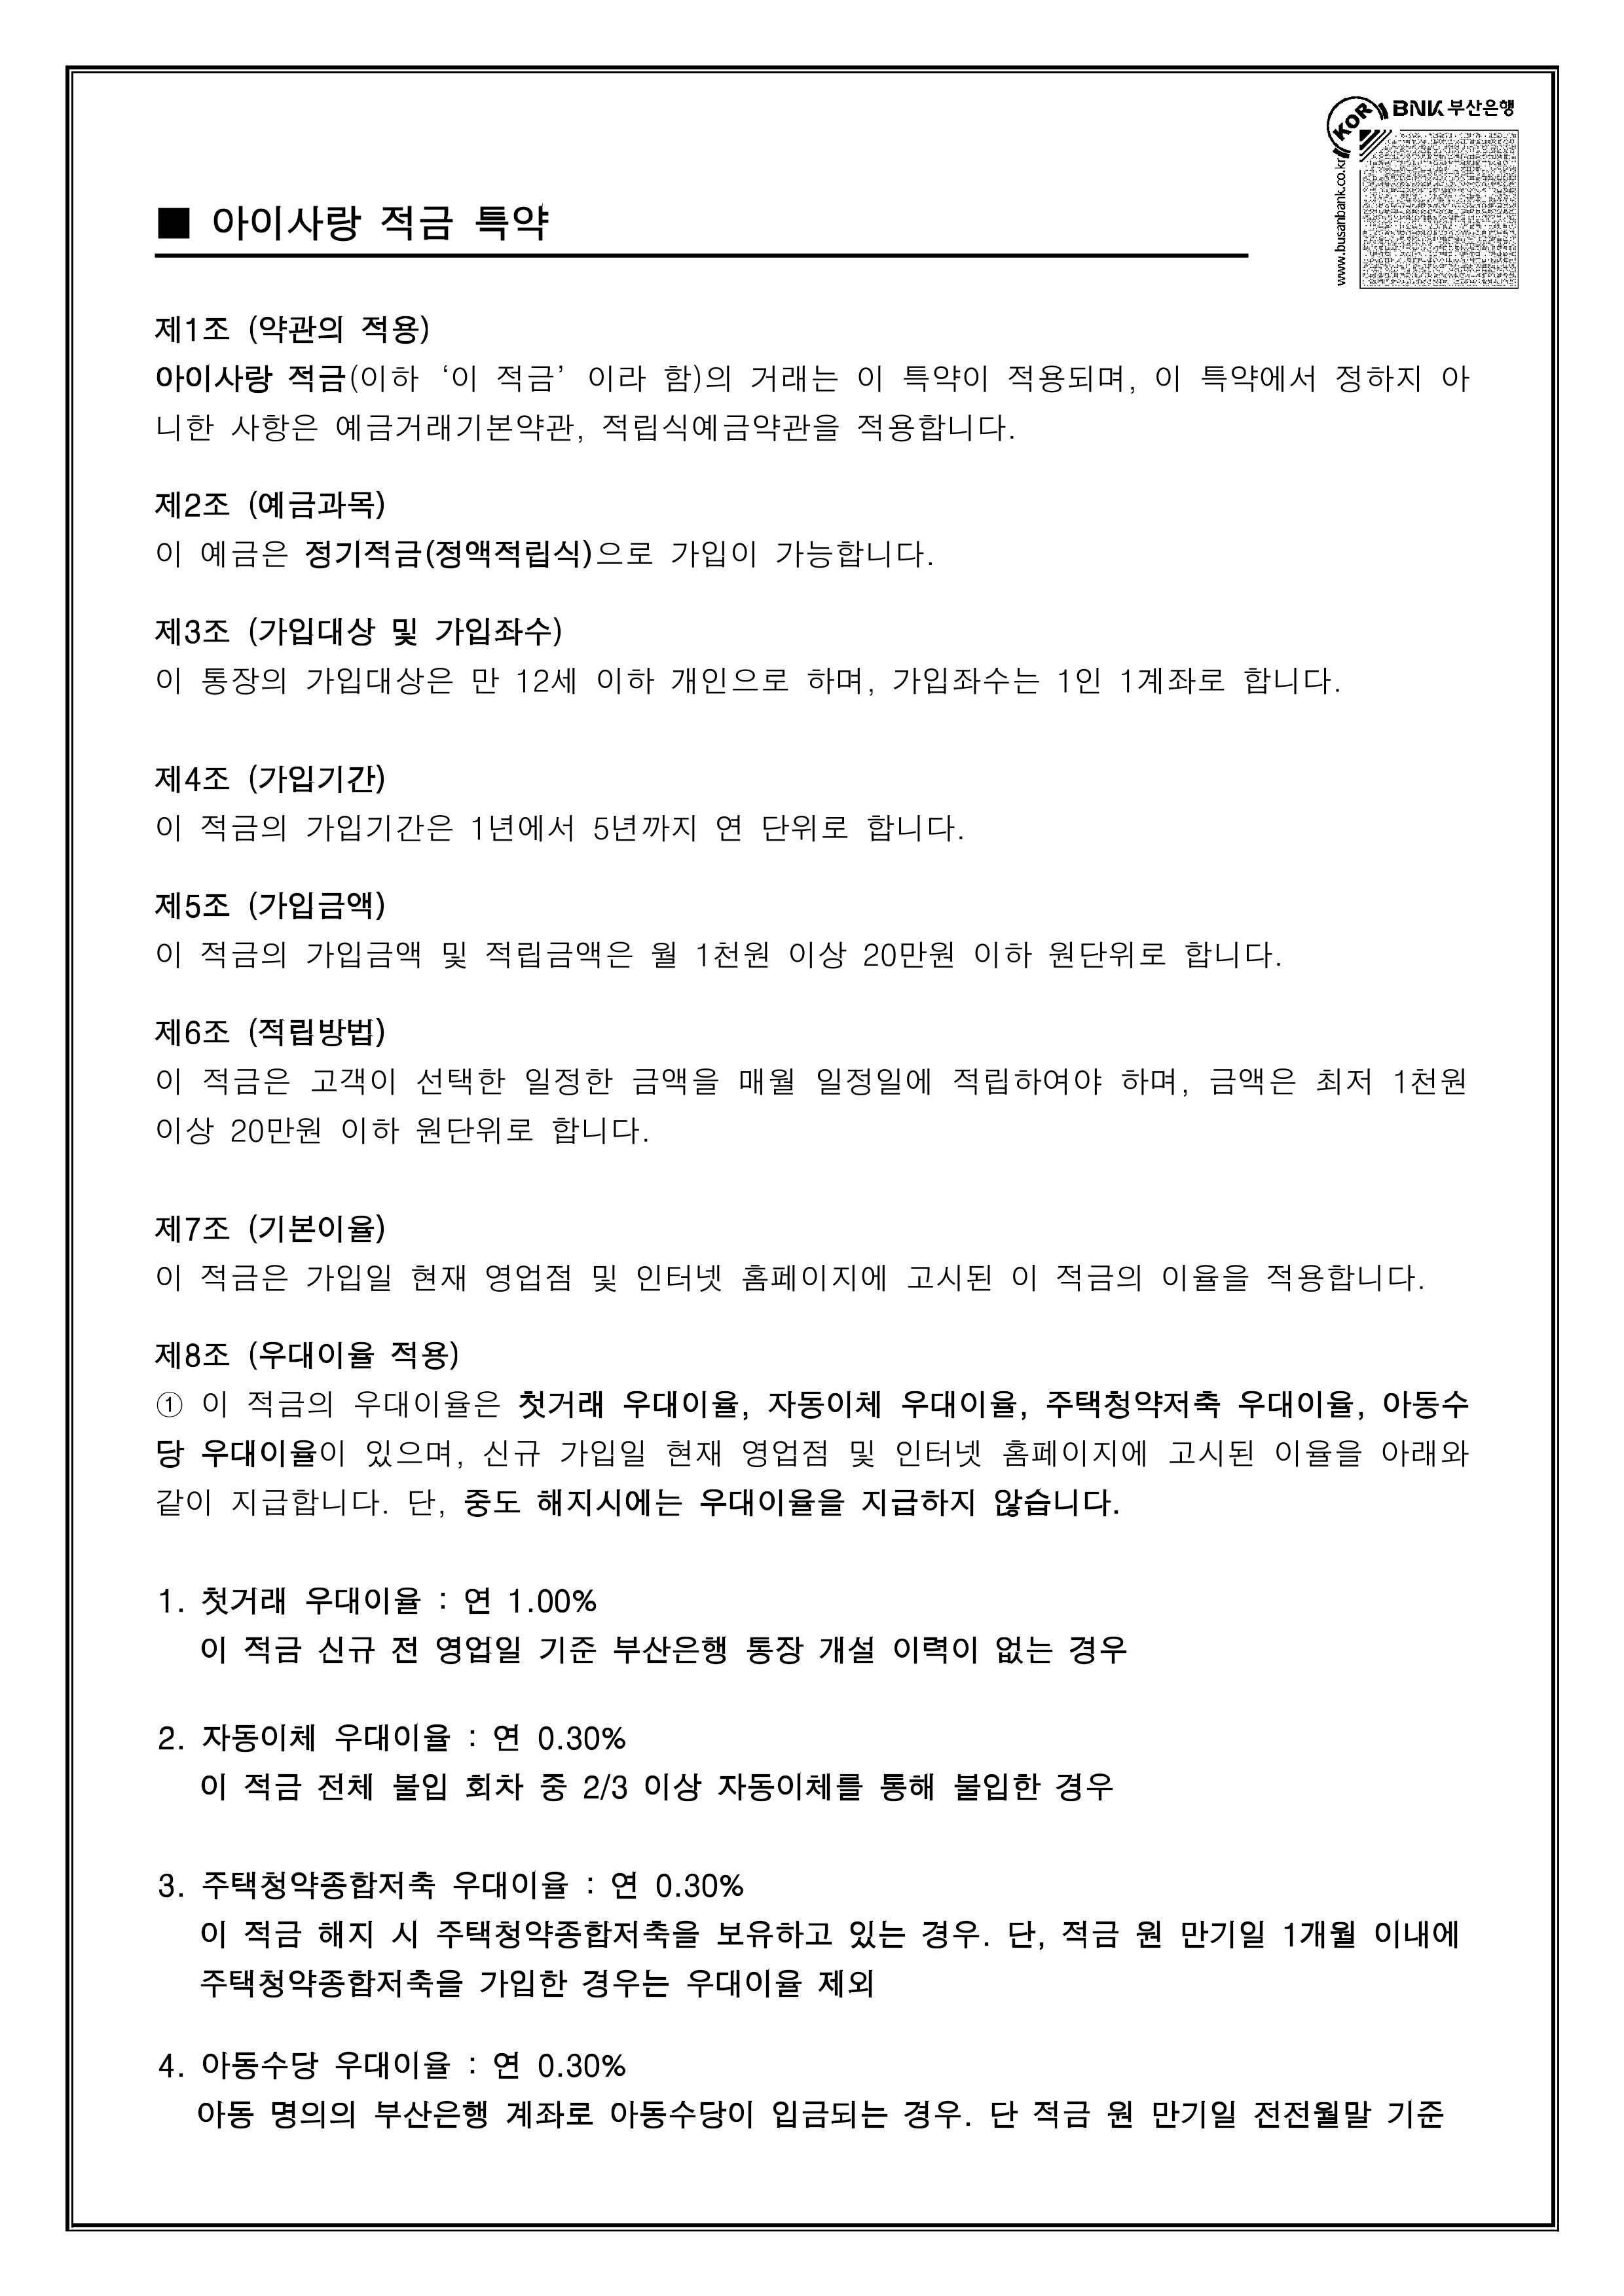 KOR
BNK 부산은행
www.busanbank.co.kr
■ 아이사랑 적금 특약
제1조 (약관의 적용)
아이사랑 적금(이하 ‘이 적금’ 이라 함)의 거래는 이 특약이 적용되며, 이 특약에서 정하지 아
니한 사항은 예금거래기본약관, 적립식예금약관을 적용합니다.
제2조 (예금과목)
이 예금은 정기적금(정액적립식)으로 가입이 가능합니다.
제3조 (가입대상 및 가입좌수)
이 통장의 가입대상은 만 12세 이하 개인으로 하며, 가입좌수는 1인 1계좌로 합니다.
제4조 (가입기간)
이 적금의 가입기간은 1년에서 5년까지 연 단위로 합니다.
제5조 (가입금액)
이 적금의 가입금액 및 적립금액은 월 1천원 이상 20만원 이하 원단위로 합니다.
제6조 (적립방법)
이 적금은 고객이 선택한 일정한 금액을 매월 일정일에 적립하여야 하며, 금액은 최저 1천원
이상 20만원 이하 원단위로 합니다.
제7조 (기본이율)
이 적금은 가입일 현재 영업점 및 인터넷 홈페이지에 고시된 이 적금의 이율을 적용합니다.
제8조 (우대이율 적용)
① 이 적금의 우대이율은 첫거래 우대이율, 자동이체 우대이율, 주택청약저축 우대이율, 아동수
당 우대이율이 있으며, 신규 가입일 현재 영업점 및 인터넷 홈페이지에 고시된 이율을 아래와
같이 지급합니다. 단, 중도 해지시에는 우대이율을 지급하지 않습니다.
1. 첫거래 우대이율 : 연 1.00%
이 적금 신규 전 영업일 기준 부산은행 통장 개설 이력이 없는 경우
2. 자동이체 우대이율 : 연 0.30%
이 적금 전체 불입 회차 중 2/3 이상 자동이체를 통해 불입한 경우
3. 주택청약종합저축 우대이율 : 연 0.30%
이 적금 해지 시 주택청약종합저축을 보유하고 있는 경우. 단, 적금 원 만기일 1개월 이내에
주택청약종합저축을 가입한 경우는 우대이율 제외
4. 아동수당 우대이율 : 연 0.30%
아동 명의의 부산은행 계좌로 아동수당이 입금되는 경우. 단 적금 원 만기일 전전월말 기준